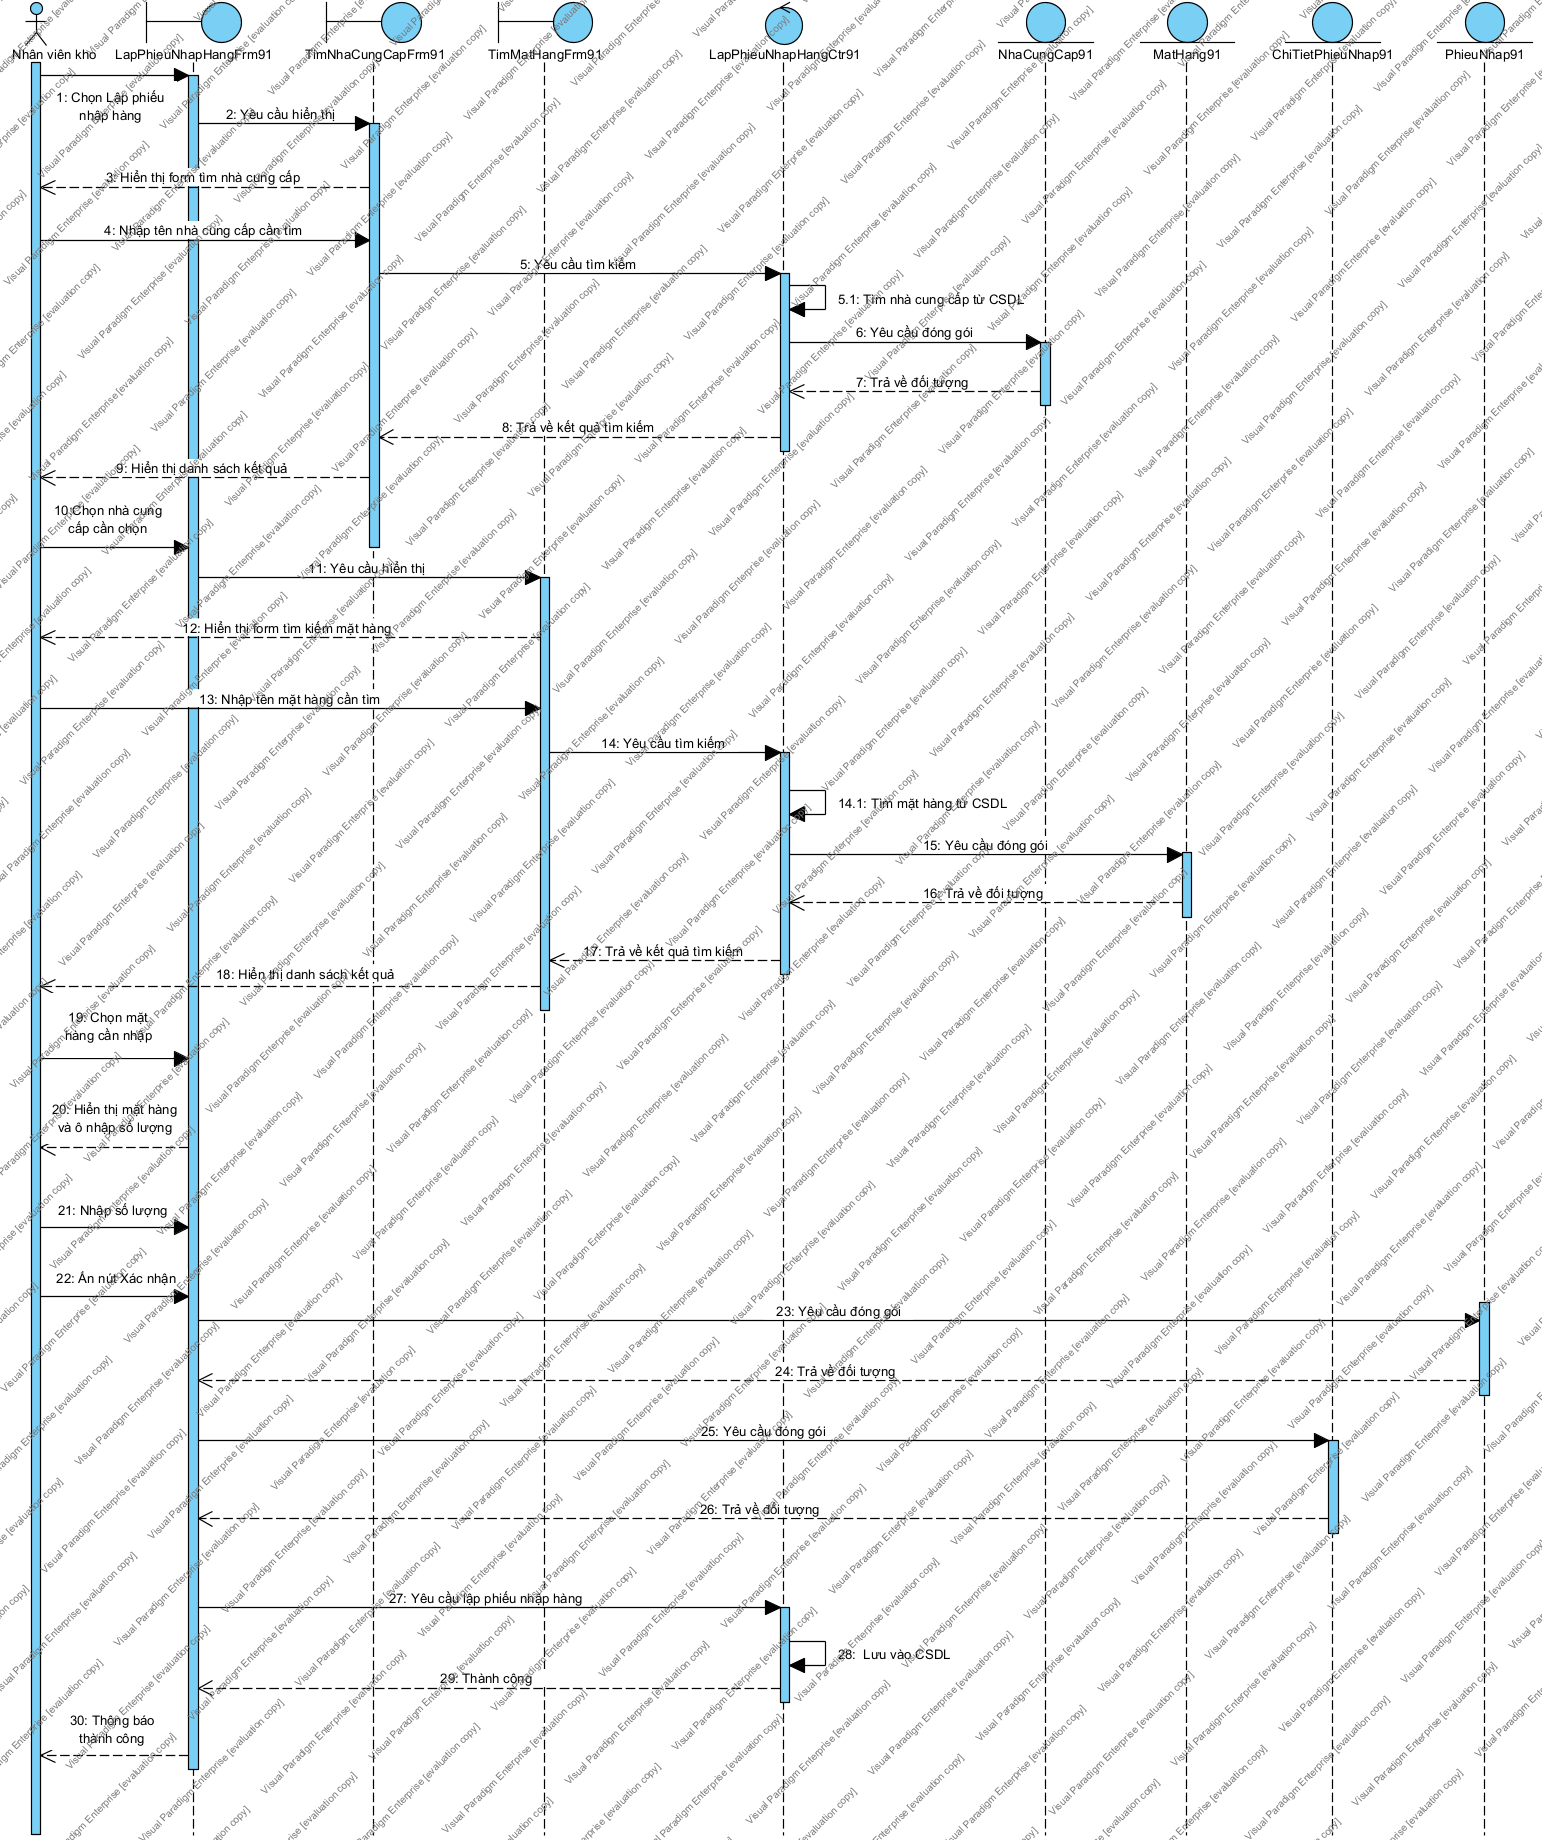 Nhân viên kho
LapPhieuNhapHangFrm91
TimNhaCungCapFrm91
TimMatHangFrm91
LapPhieuNhapHangCtr91
NhaCungCap91
MatHang91
ChiTietPhieuNhap91
PhieuNhap91
1: Chọn Lập phiếu
nhập hàng
2: Yêu cầu hiển thị
3: Hiển thị form tìm nhà cung cấp
4: Nhập tên nhà cung cấp cần tìm
5: Yêu cầu tìm kiếm
5.1: Tìm nhà cung cấp từ CSDL
6: Yêu cầu đóng gói
7: Trả về đối tượng
8: Trả về kết quả tìm kiếm
9: Hiển thị danh sách kết quả
10:Chọn nhà cung
cấp cần chọn
11: Yêu cầu hiển thị
12: Hiển thị form tìm kiếm mặt hàng
13: Nhập tên mặt hàng cần tìm
14: Yêu cầu tìm kiếm
14.1: Tìm mặt hàng từ CSDL
15: Yêu cầu đóng gói
16: Trả về đối tượng
17: Trả về kết quả tìm kiếm
18: Hiển thị danh sách kết quả
19: Chọn mặt
hàng cần nhập
20: Hiển thị mặt hàng
và ô nhập số lượng
21: Nhập số lượng
22: Ấn nút Xác nhận
23: Yêu cầu đóng gói
24: Trả về đối tượng
25: Yêu cầu đóng gói
26: Trả về đối tượng
27: Yêu cầu lập phiếu nhập hàng
28: Lưu vào CSDL
29: Thành công
30: Thông báo
thành công
Visual Paradigm Enterprise [evaluation copy]